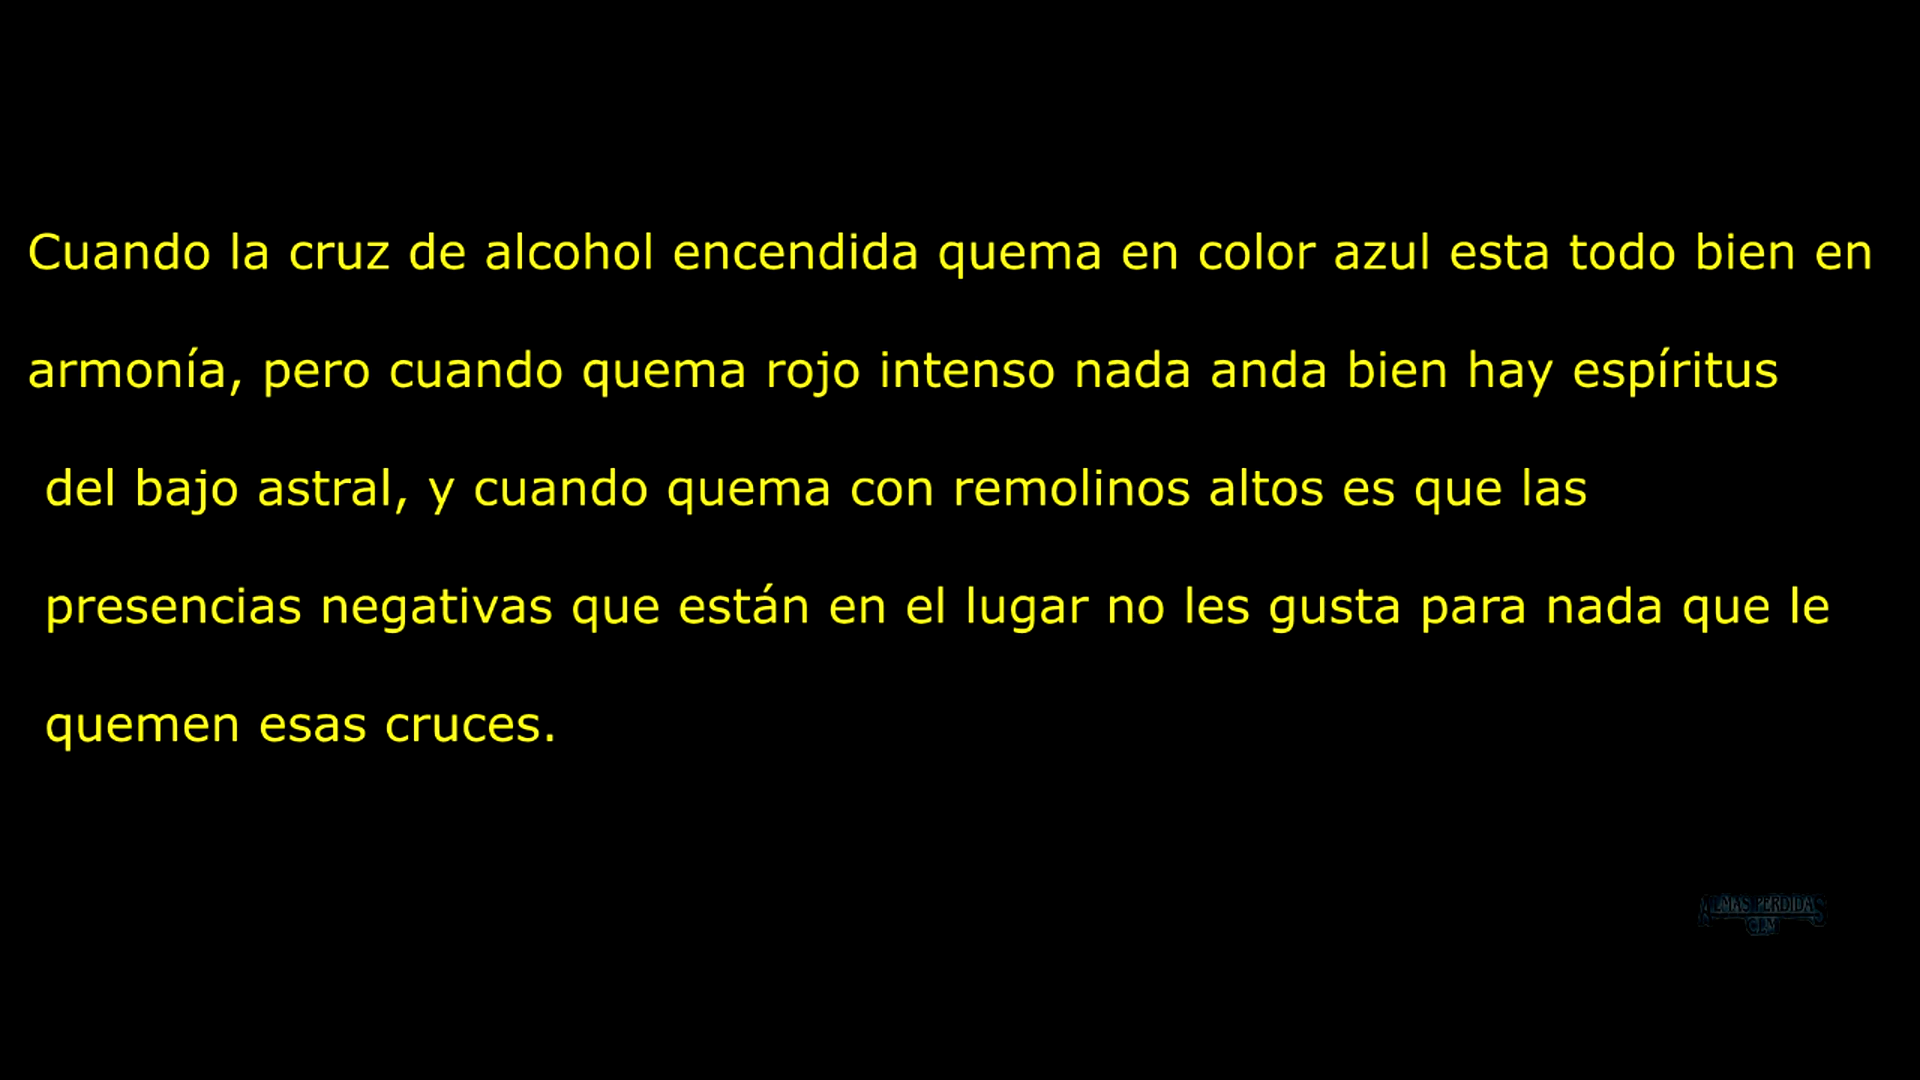 Cuando la cruz de alcohol encendida quema en color azul esta todo bien en
armonía, pero cuando quema rojo intenso nada anda bien hay espíritus
del bajo astral, y cuando quema con remolinos altos es que las
presencias negativas que están en el lugar no les gusta para nada que le
quemen esas cruces.
ALMAS PERDIDAS